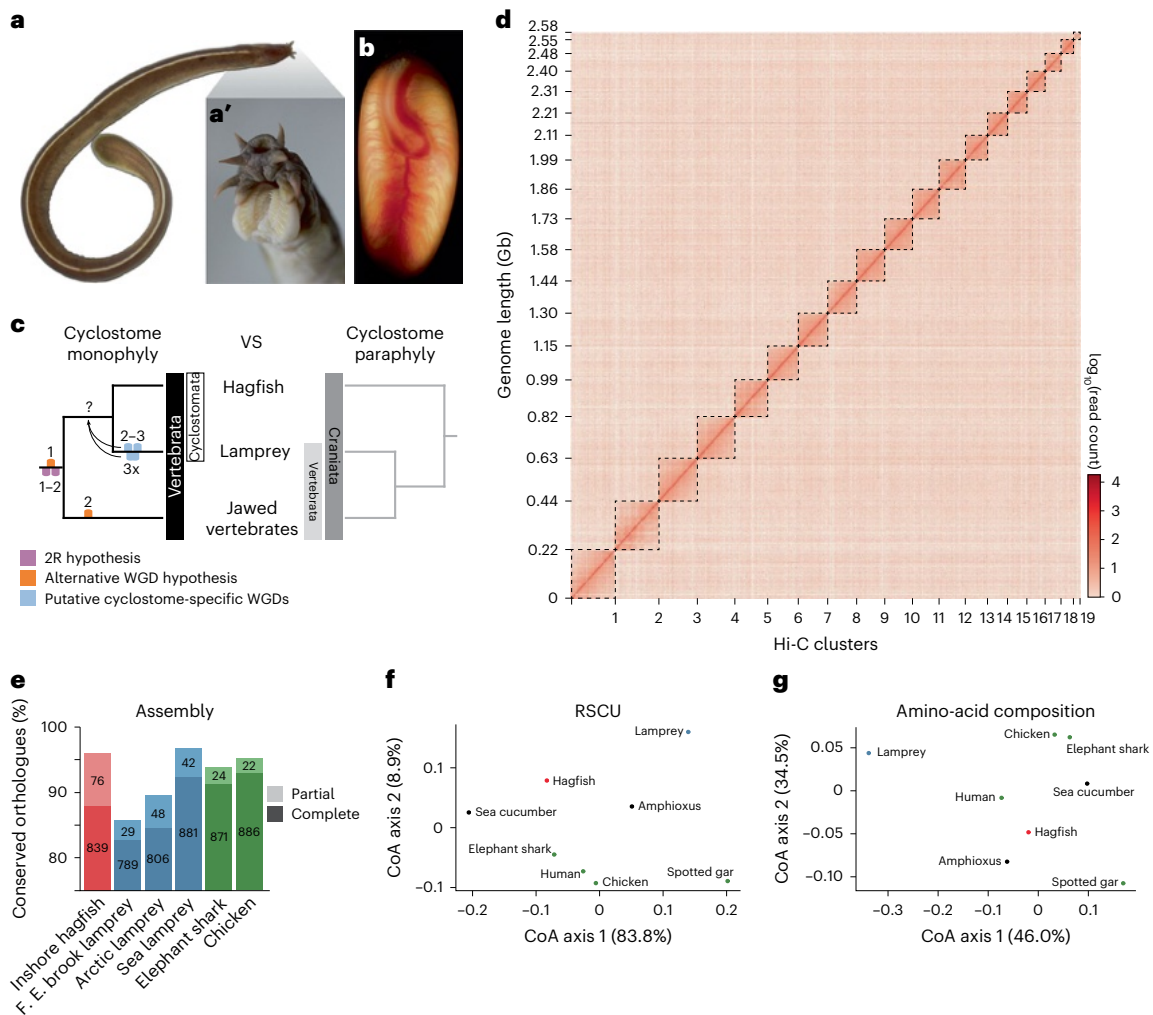 a
a′
b
c
Cyclostome
monophyly
VS
Cyclostome
paraphyly
Hagfish
Lamprey
Jawed
vertebrates
?
2–3
3x
1
1–2
2
Vertebrata
Cyclostomata
Vertebrata
Craniata
2R hypothesis
Alternative WGD hypothesis
Putative cyclostome-specific WGDs
d
Genome length (Gb)
2.58
2.55
2.48
2.40
2.31
2.21
2.11
1.99
1.86
1.73
1.58
1.44
1.30
1.15
0.99
0.82
0.63
0.44
0.22
0
1 2 3 4 5 6 7 8 9 10 11 12 13 14 15 16 17 18 19
Hi-C clusters
log10(read count)
4
3
2
1
0
e
Assembly
Conserved orthologues (%)
100
90
80
76
839
29
789
48
806
42
881
24
871
22
886
Partial
Complete
Inshore hagfish
F. E. brook lamprey
Arctic lamprey
Sea lamprey
Elephant shark
Chicken
f
RSCU
CoA axis 2 (8.9%)
0.1
0
−0.1
Lamprey
Hagfish
Amphioxus
Sea cucumber
Elephant shark
Human
Chicken
Spotted gar
−0.2 −0.1 0 0.1 0.2
CoA axis 1 (83.8%)
g
Amino-acid composition
CoA axis 2 (34.5%)
0.05
0
−0.05
−0.10
Chicken
Elephant shark
Lamprey
Sea cucumber
Human
Hagfish
Amphioxus
Spotted gar
−0.3 −0.2 −0.1 0 0.1
CoA axis 1 (46.0%)